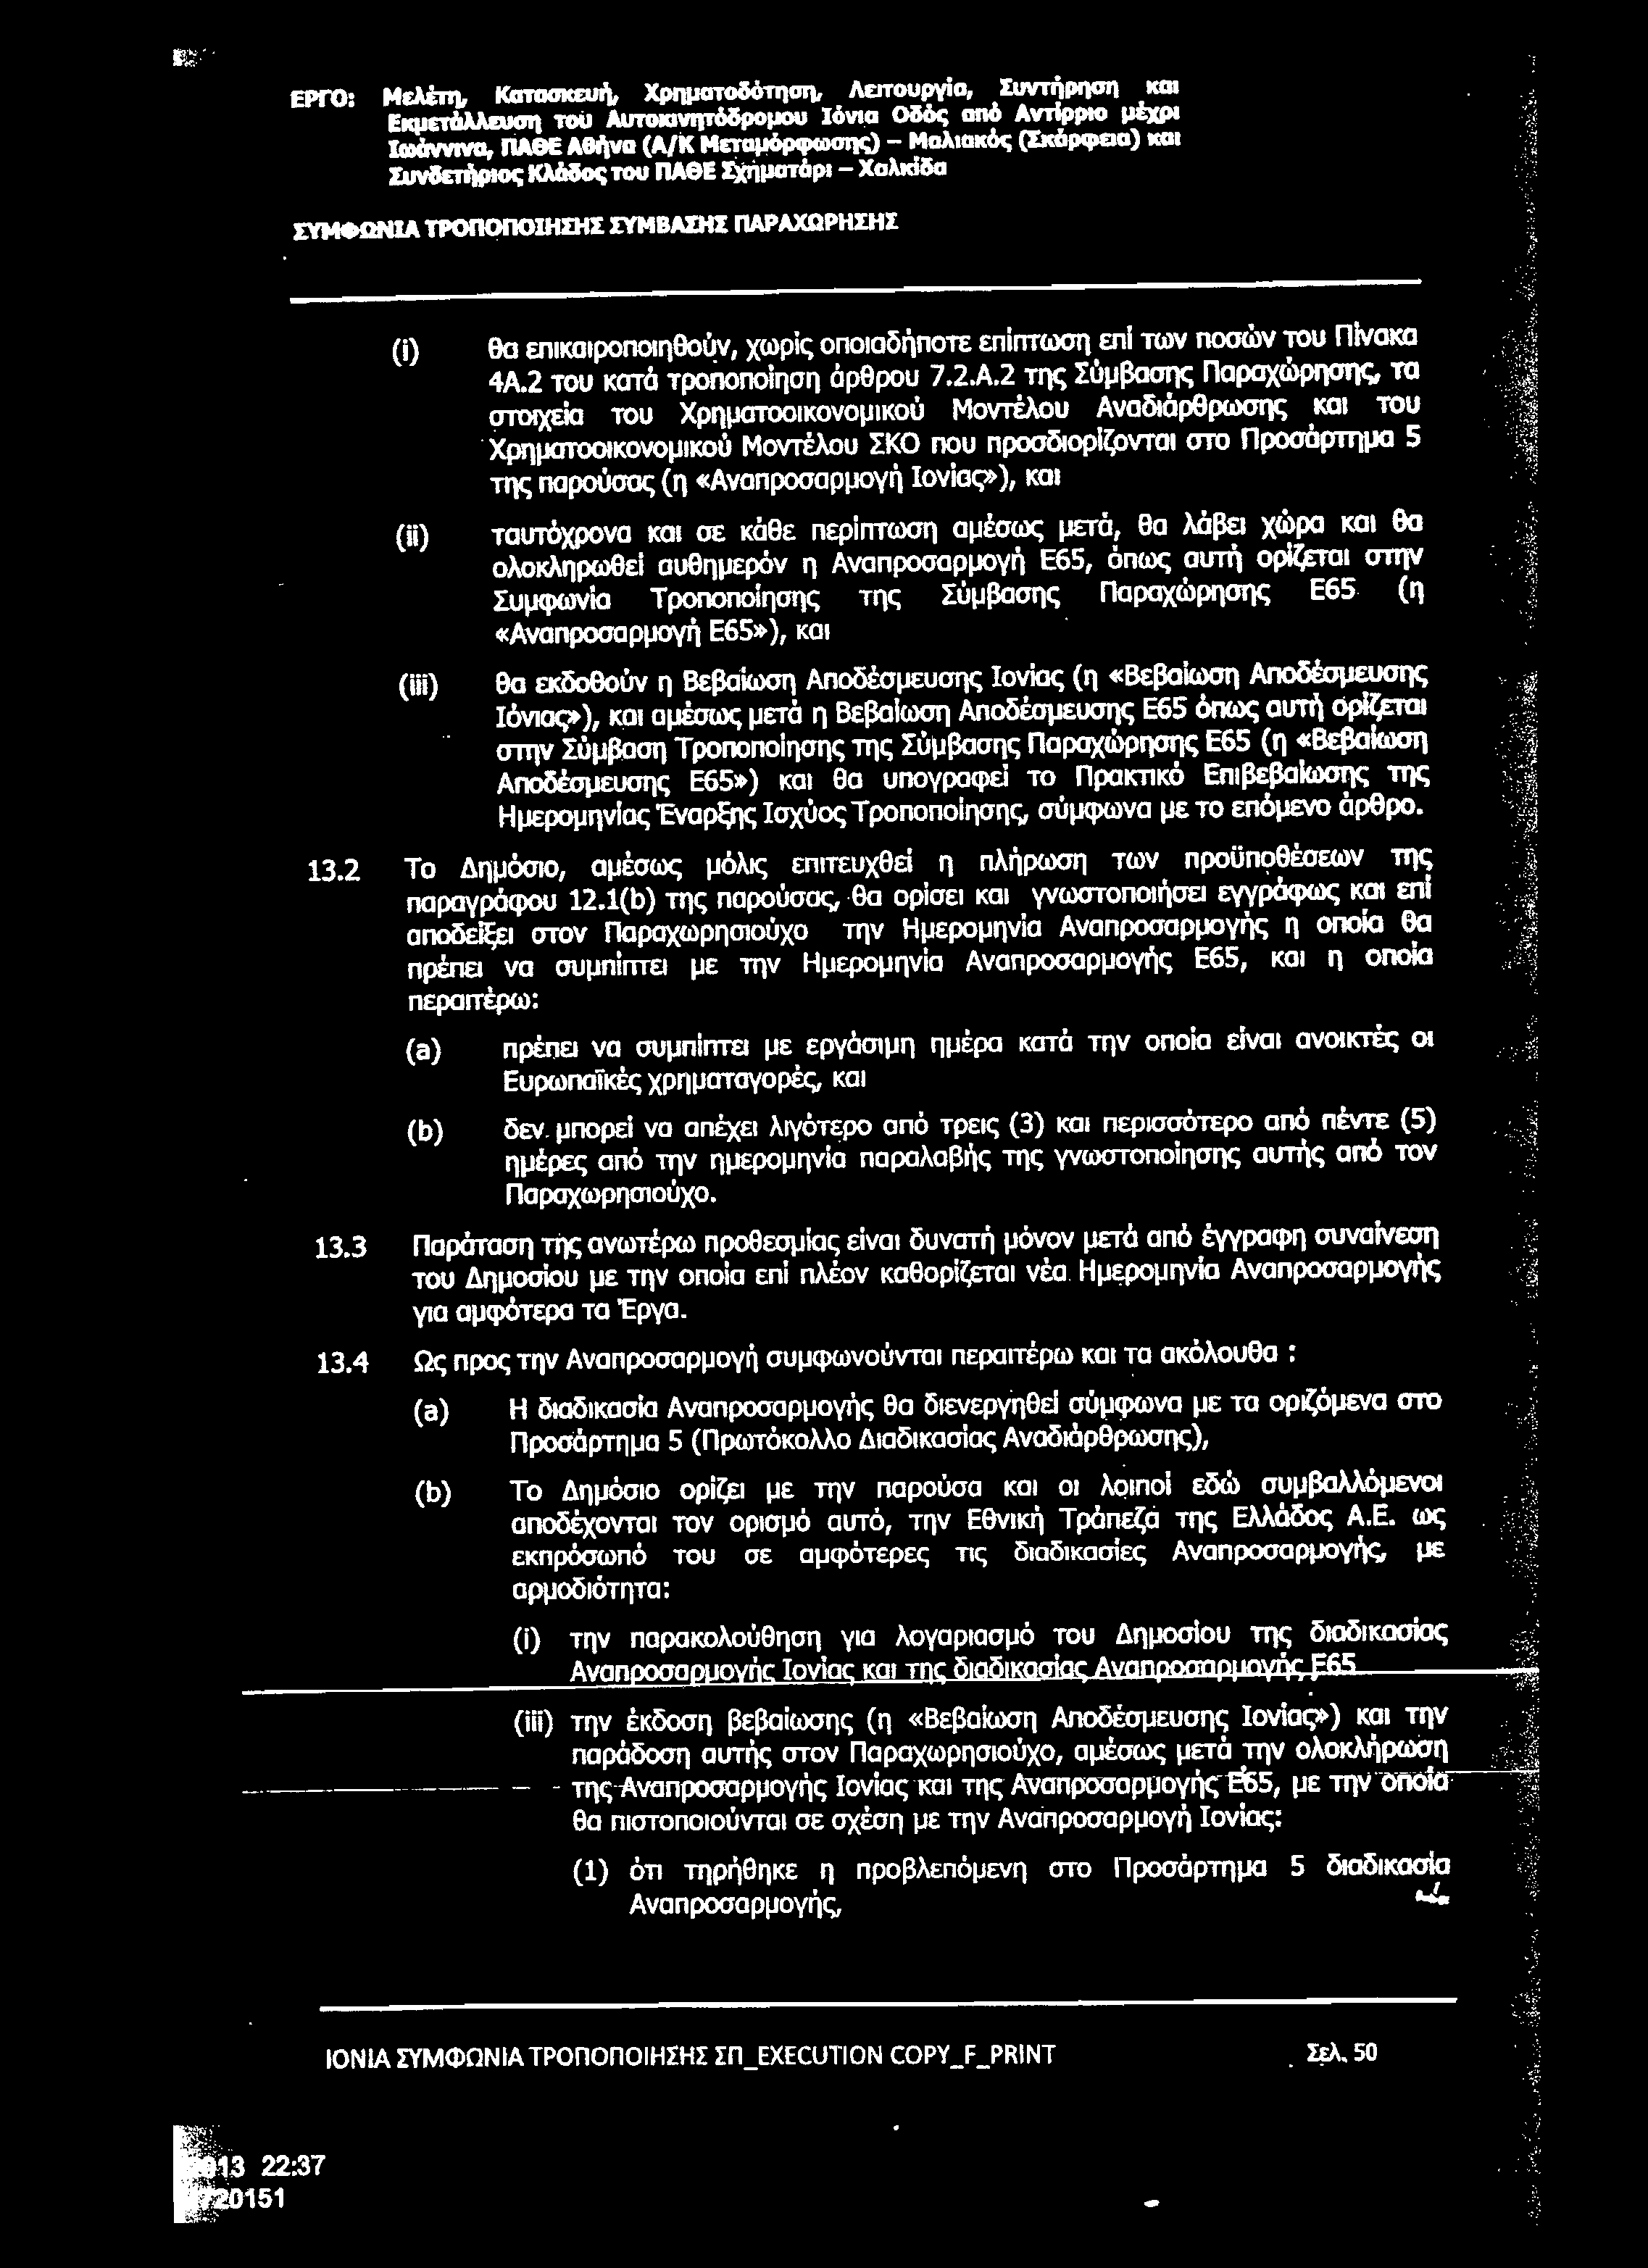 ΕΡΓΟ: Μελέτη, Κατασκευή, Χρηματοδότηση, Λειτουργία, Συντήρηση και
Εκμετάλλευση του Αυτοκινητόδρομου Ιόνια Οδός από Αντίρριο μέχρι
Ιωάννινα, ΠΑΘΕ Αθήνα (Α/Κ Μεταμόρφωσης) – Μαλιακός (Σκάρφεια) και
Συνδετήριος Κλάδος του ΠΑΘΕ Σχηματάρι – Χαλκίδα
ΣΥΜΦΩΝΙΑ ΤΡΟΠΟΠΟΙΗΣΗΣ ΣΥΜΒΑΣΗΣ ΠΑΡΑΧΩΡΗΣΗΣ
(i) θα επικαιροποιηθούν, χωρίς οποιαδήποτε επίπτωση επί των ποσών του Πίνακα
4Α.2 του κατά τροποποίηση άρθρου 7.2.Α.2 της Σύμβασης Παραχώρησης, τα
στοιχεία του Χρηματοοικονομικού Μοντέλου Αναδιάρθρωσης και του
Χρηματοοικονομικού Μοντέλου ΣΚΟ που προσδιορίζονται στο Προσάρτημα 5
της παρούσας (η «Αναπροσαρμογή Ιονίας»), και
(ii) ταυτόχρονα και σε κάθε περίπτωση αμέσως μετά, θα λάβει χώρα και θα
ολοκληρωθεί αυθημερόν η Αναπροσαρμογή Ε65, όπως αυτή ορίζεται στην
Συμφωνία Τροποποίησης της Σύμβασης Παραχώρησης Ε65 (η
«Αναπροσαρμογή Ε65»), και
(iii) θα εκδοθούν η Βεβαίωση Αποδέσμευσης Ιονίας (η «Βεβαίωση Αποδέσμευσης
Ιόνιας»), και αμέσως μετά η Βεβαίωση Αποδέσμευσης Ε65 όπως αυτή ορίζεται
στην Σύμβαση Τροποποίησης της Σύμβασης Παραχώρησης Ε65 (η «Βεβαίωση
Αποδέσμευσης Ε65») και θα υπογραφεί το Πρακτικό Επιβεβαίωσης της
Ημερομηνίας Έναρξης Ισχύος Τροποποίησης, σύμφωνα με το επόμενο άρθρο.
13.2 Το Δημόσιο, αμέσως μόλις επιτευχθεί η πλήρωση των προϋποθέσεων της
παραγράφου 12.1(b) της παρούσας, θα ορίσει και γνωστοποιήσει εγγράφως και επί
αποδείξει στον Παραχωρησιούχο την Ημερομηνία Αναπροσαρμογής η οποία θα
πρέπει να συμπίπτει με την Ημερομηνία Αναπροσαρμογής Ε65, και η οποία
περαιτέρω:
(a) πρέπει να συμπίπτει με εργάσιμη ημέρα κατά την οποία είναι ανοικτές οι
Ευρωπαϊκές χρηματαγορές, και
(b) δεν μπορεί να απέχει λιγότερο από τρεις (3) και περισσότερο από πέντε (5)
ημέρες από την ημερομηνία παραλαβής της γνωστοποίησης αυτής από τον
Παραχωρησιούχο.
13.3 Παράταση της ανωτέρω προθεσμίας είναι δυνατή μόνον μετά από έγγραφη συναίνεση
του Δημοσίου με την οποία επί πλέον καθορίζεται νέα Ημερομηνία Αναπροσαρμογής
για αμφότερα τα Έργα.
13.4 Ως προς την Αναπροσαρμογή συμφωνούνται περαιτέρω και τα ακόλουθα :
(a) Η διαδικασία Αναπροσαρμογής θα διενεργηθεί σύμφωνα με τα οριζόμενα στο
Προσάρτημα 5 (Πρωτόκολλο Διαδικασίας Αναδιάρθρωσης),
(b) Το Δημόσιο ορίζει με την παρούσα και οι λοιποί εδώ συμβαλλόμενοι
αποδέχονται τον ορισμό αυτό, την Εθνική Τράπεζα της Ελλάδος Α.Ε. ως
εκπρόσωπό του σε αμφότερες τις διαδικασίες Αναπροσαρμογής, με
αρμοδιότητα:
(i) την παρακολούθηση για λογαριασμό του Δημοσίου της διαδικασίας
Αναπροσαρμογής Ιονίας και της διαδικασίας Αναπροσαρμογής Ε65
(iii) την έκδοση βεβαίωσης (η «Βεβαίωση Αποδέσμευσης Ιονίας») και την
παράδοση αυτής στον Παραχωρησιούχο, αμέσως μετά την ολοκλήρωση
της Αναπροσαρμογής Ιονίας και της Αναπροσαρμογής Ε65, με την οποία
θα πιστοποιούνται σε σχέση με την Αναπροσαρμογή Ιονίας:
(1) ότι τηρήθηκε η προβλεπόμενη στο Προσάρτημα 5 διαδικασία
Αναπροσαρμογής,
ΙΟΝΙΑ ΣΥΜΦΩΝΙΑ ΤΡΟΠΟΠΟΙΗΣΗΣ ΣΠ_EXECUTION COPY_F_PRINT Σελ. 50
13 22:37
20151